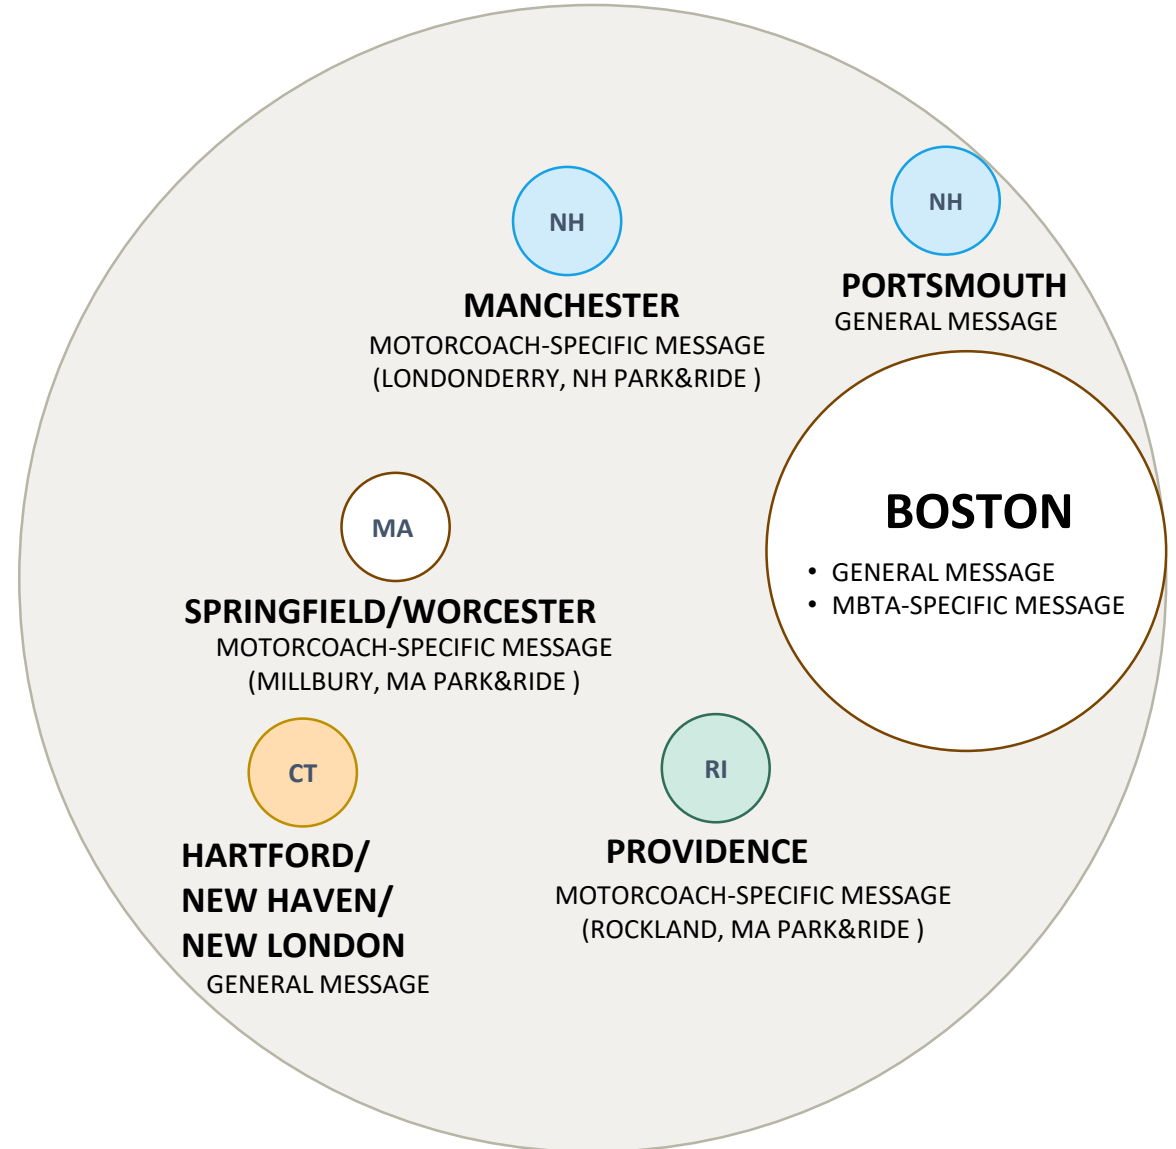 NH
MANCHESTER
MOTORCOACH-SPECIFIC MESSAGE
(LONDONDERRY, NH PARK&RIDE )
NH
PORTSMOUTH
GENERAL MESSAGE
BOSTON
• GENERAL MESSAGE
• MBTA-SPECIFIC MESSAGE
MA
SPRINGFIELD/WORCESTER
MOTORCOACH-SPECIFIC MESSAGE
(MILLBURY, MA PARK&RIDE )
CT
HARTFORD/
NEW HAVEN/
NEW LONDON
GENERAL MESSAGE
RI
PROVIDENCE
MOTORCOACH-SPECIFIC MESSAGE
(ROCKLAND, MA PARK&RIDE )